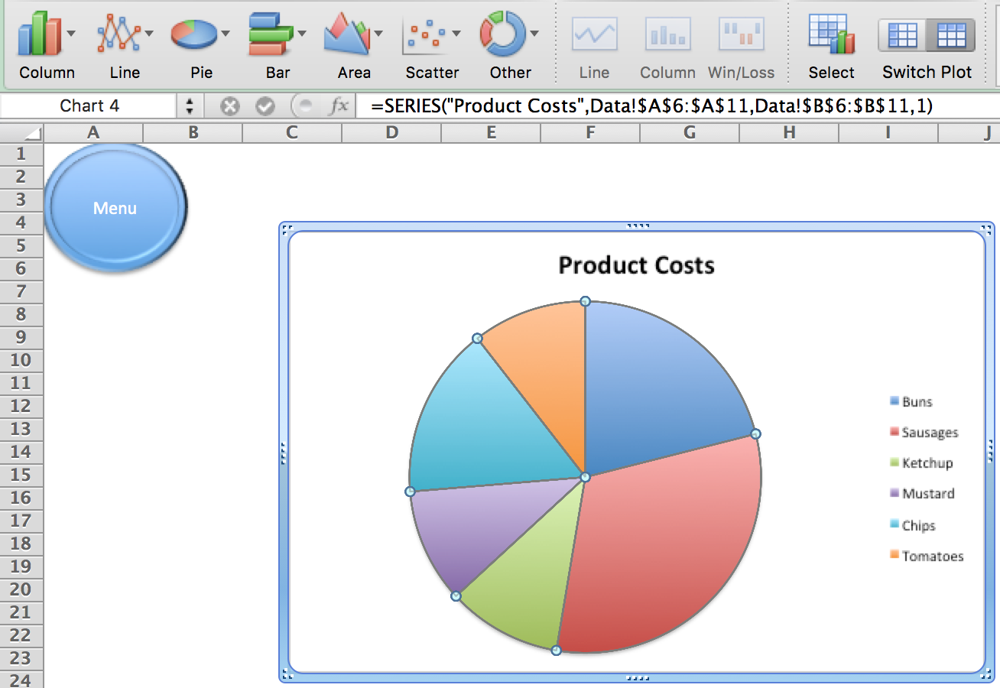 Column Line Pie Bar Area Scatter Other Line Column Win/Loss Select Switch Plot
Chart 4 fx =SERIES("Product Costs",Data!$A$6:$A$11,Data!$B$6:$B$11,1)
A B C D E F G H I J
1
2
3
Menu
4
5
6
Product Costs
7
8
9
10
11
12
Buns
13
Sausages
14
Ketchup
15
16
Mustard
17
Chips
18
Tomatoes
19
20
21
22
23
24